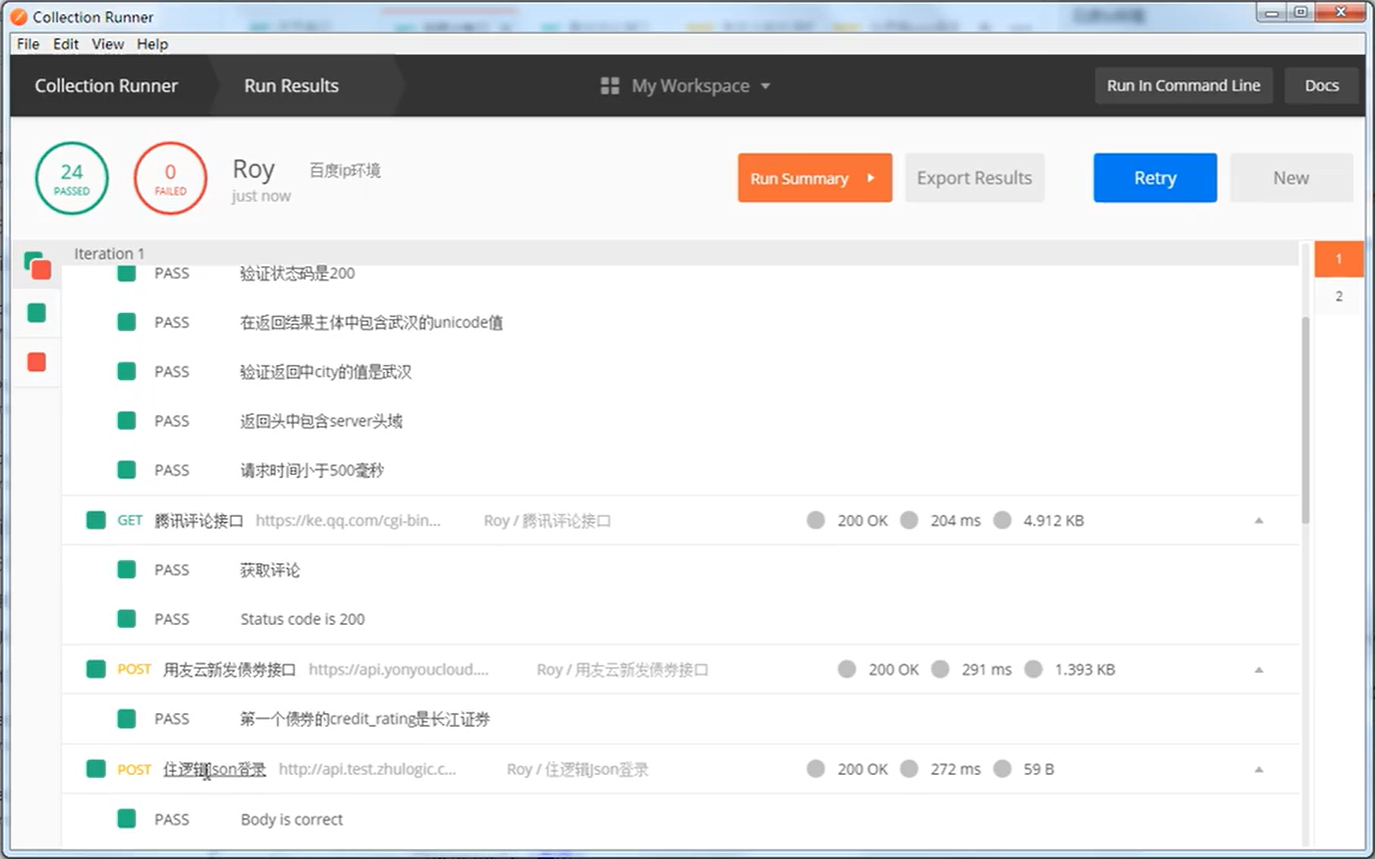 Collection Runner
File Edit View Help
Collection Runner Run Results My Workspace Run In Command Line Docs
24 PASSED 0 FAILED Roy just now 百度ip环境 Run Summary Export Results Retry New
Iteration 1 1
2
PASS 验证状态码是200
PASS 在返回结果主体中包含武汉的unicode值
PASS 验证返回中city的值是武汉
PASS 返回头中包含server头域
PASS 请求时间小于500毫秒
GET 腾讯评论接口 https://ke.qq.com/cgi-bin... Roy / 腾讯评论接口 200 OK 204 ms 4.912 KB
PASS 获取评论
PASS Status code is 200
POST 用友云新发债券接口 https://api.yonyoucloud.... Roy / 用友云新发债券接口 200 OK 291 ms 1.393 KB
PASS 第一个债券的credit_rating是长江证券
POST 住逻辑Json登录 http://api.test.zhulogic.c... Roy / 住逻辑Json登录 200 OK 272 ms 59 B
PASS Body is correct